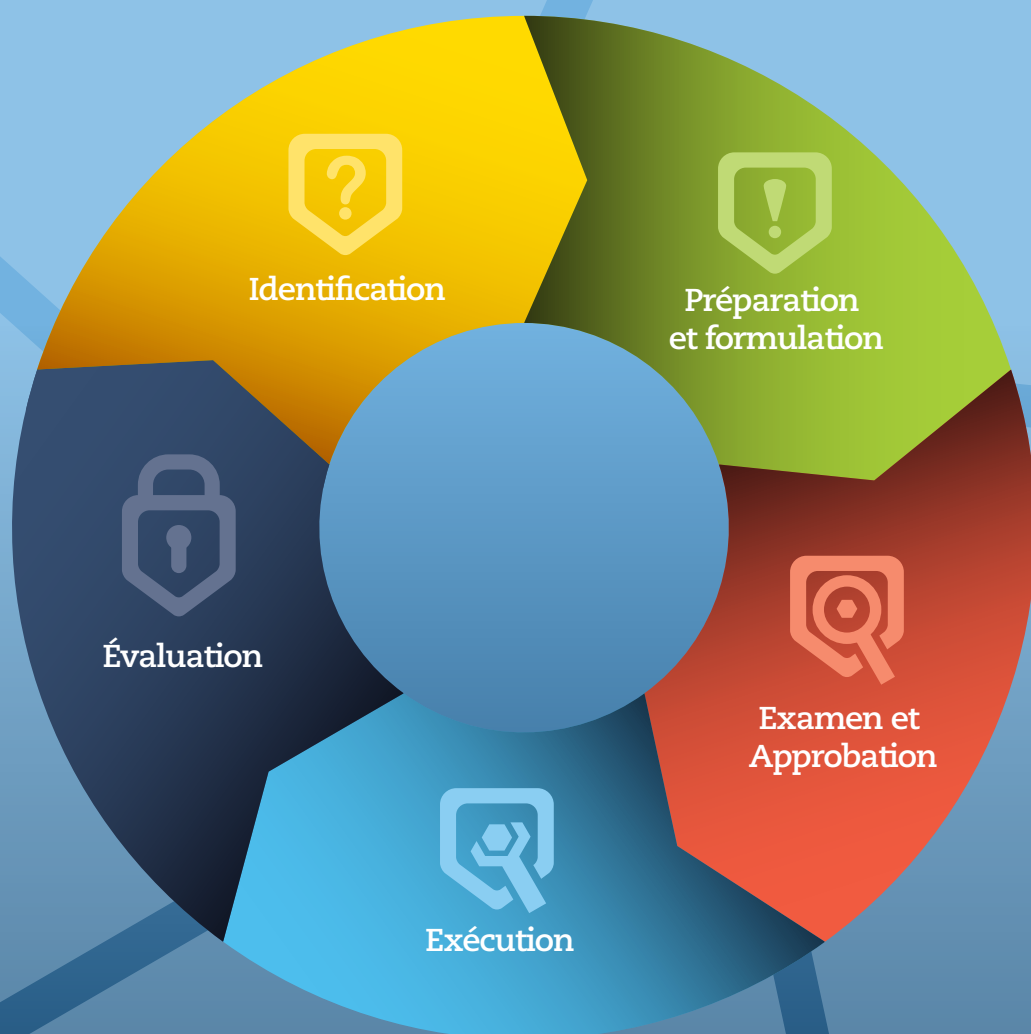 Identification
Préparation
et formulation
Examen et
Approbation
Exécution
Évaluation